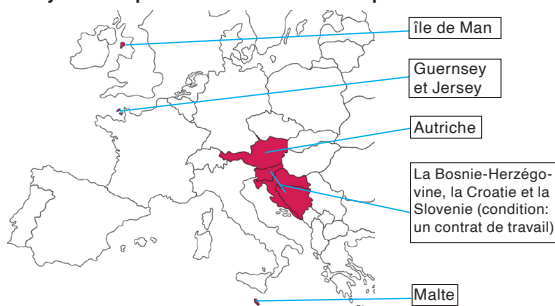 île de Man
Guernsey
et Jersey
Autriche
La Bosnie-Herzégo-
vine, la Croatie et la
Slovenie (condition:
un contrat de travail)
Malte